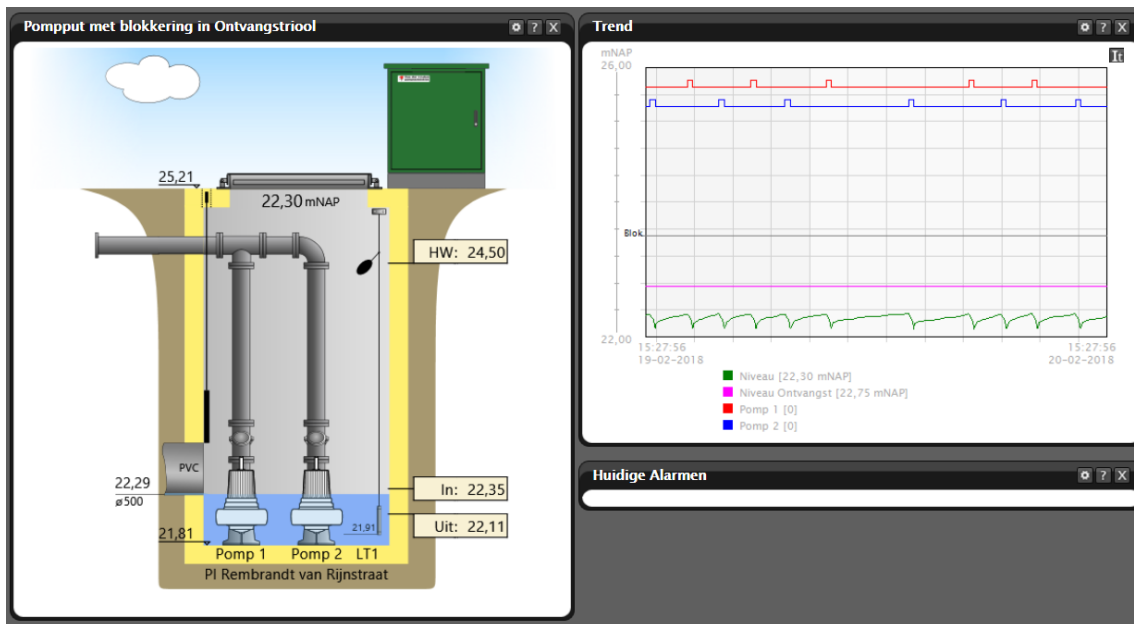 Pompput met blokkering in Ontvangstriool
? X
25,21
22,30 mNAP
HW: 24,50
PVC
22,29
ø500
In: 22,35
Uit: 22,11
21,91
21,81
Pomp 1
Pomp 2
LT1
PI Rembrandt van Rijnstraat
Trend
? X
mNAP
26,00
Blok.
22,00
15:27:56
19-02-2018
15:27:56
20-02-2018
Niveau [22,30 mNAP]
Niveau Ontvangst [22,75 mNAP]
Pomp 1 [0]
Pomp 2 [0]
Huidige Alarmen
? X